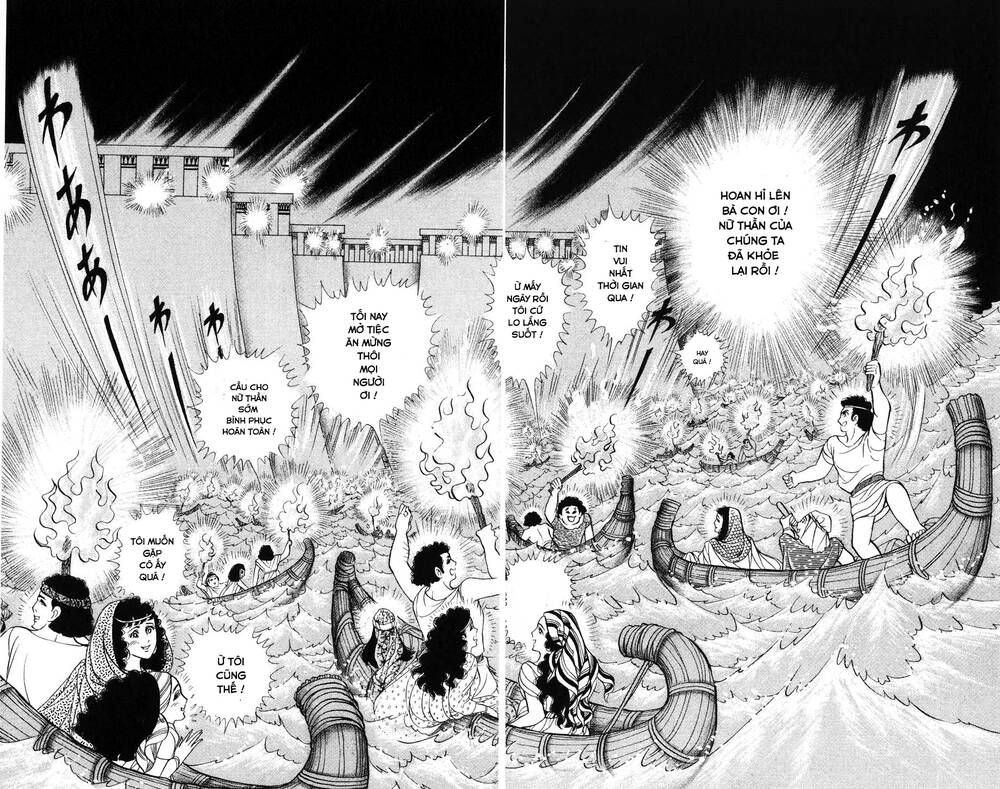 HOAN HỈ LÊN
BẢ CON ƠI !
NỮ THẦN CỦA
CHÚNG TA
ĐÃ KHỎE
LẠI RỒI !
TIN
VUI
NHẤT
THỜI GIAN
QUA !
Ừ MẤY
NGÀY RỒI
TÔI CỨ
LO LẮNG
SUỐT !
HAY
QUÁ !
TỐI NAY
MỞ TIỆC
ĂN MỪNG
THÔI
MỌI
NGƯỜI
ƠI !
CẦU CHO
NỮ THẦN
SỚM
BÌNH PHỤC
HOÀN TOÀN !
TÔI MUỐN
GẶP
CÔ ẤY
QUÁ !
Ừ TÔI
CŨNG
THẾ !
わ
わ
わあああー
わ
わ